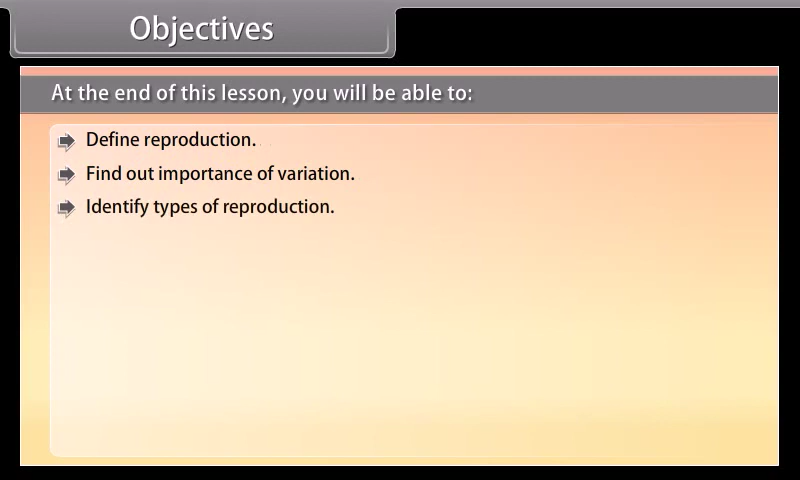 Objectives
At the end of this lesson, you will be able to:
Define reproduction.
Find out importance of variation.
Identify types of reproduction.